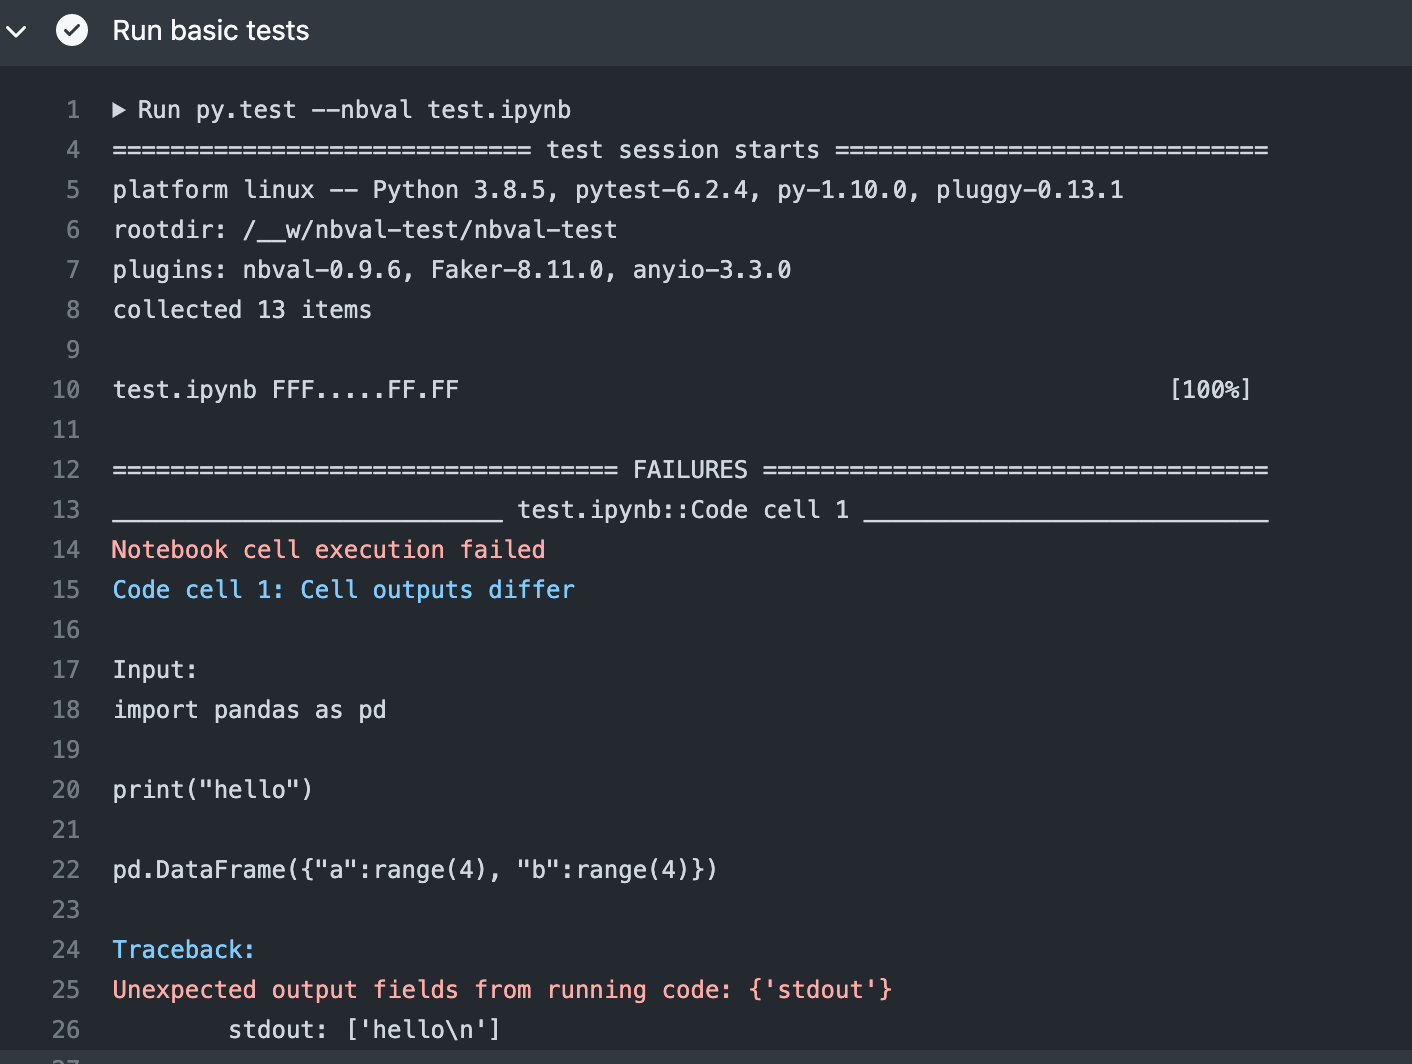 Run basic tests
1 ▶ Run py.test --nbval test.ipynb
4 ============================= test session starts ==============================
5 platform linux -- Python 3.8.5, pytest-6.2.4, py-1.10.0, pluggy-0.13.1
6 rootdir: /__w/nbval-test/nbval-test
7 plugins: nbval-0.9.6, Faker-8.11.0, anyio-3.3.0
8 collected 13 items
9
10 test.ipynb FFF.....FF.FF [100%]
11
12 =================================== FAILURES ===================================
13 ___________________________ test.ipynb::Code cell 1 ____________________________
14 Notebook cell execution failed
15 Code cell 1: Cell outputs differ
16
17 Input:
18 import pandas as pd
19
20 print("hello")
21
22 pd.DataFrame({"a":range(4), "b":range(4)})
23
24 Traceback:
25 Unexpected output fields from running code: {'stdout'}
26 stdout: ['hello\n']